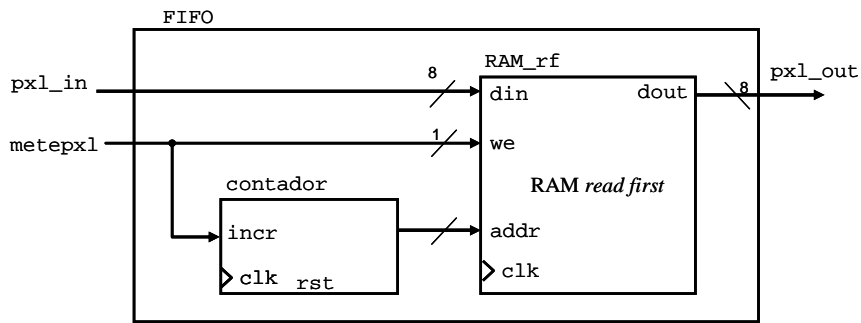 FIFO
RAM_rf
pxl_in
8
din
dout
8
pxl_out
metepxl
1
we
contador
RAM read first
incr
addr
clk
rst
clk